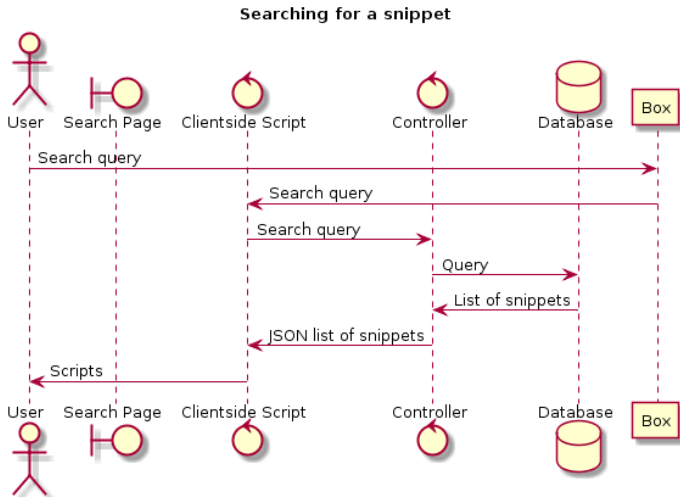 Searching for a snippet
User Search Page Clientside Script Controller Database Box
Search query
Search query
Search query
Query
List of snippets
JSON list of snippets
Scripts
User Search Page Clientside Script Controller Database Box